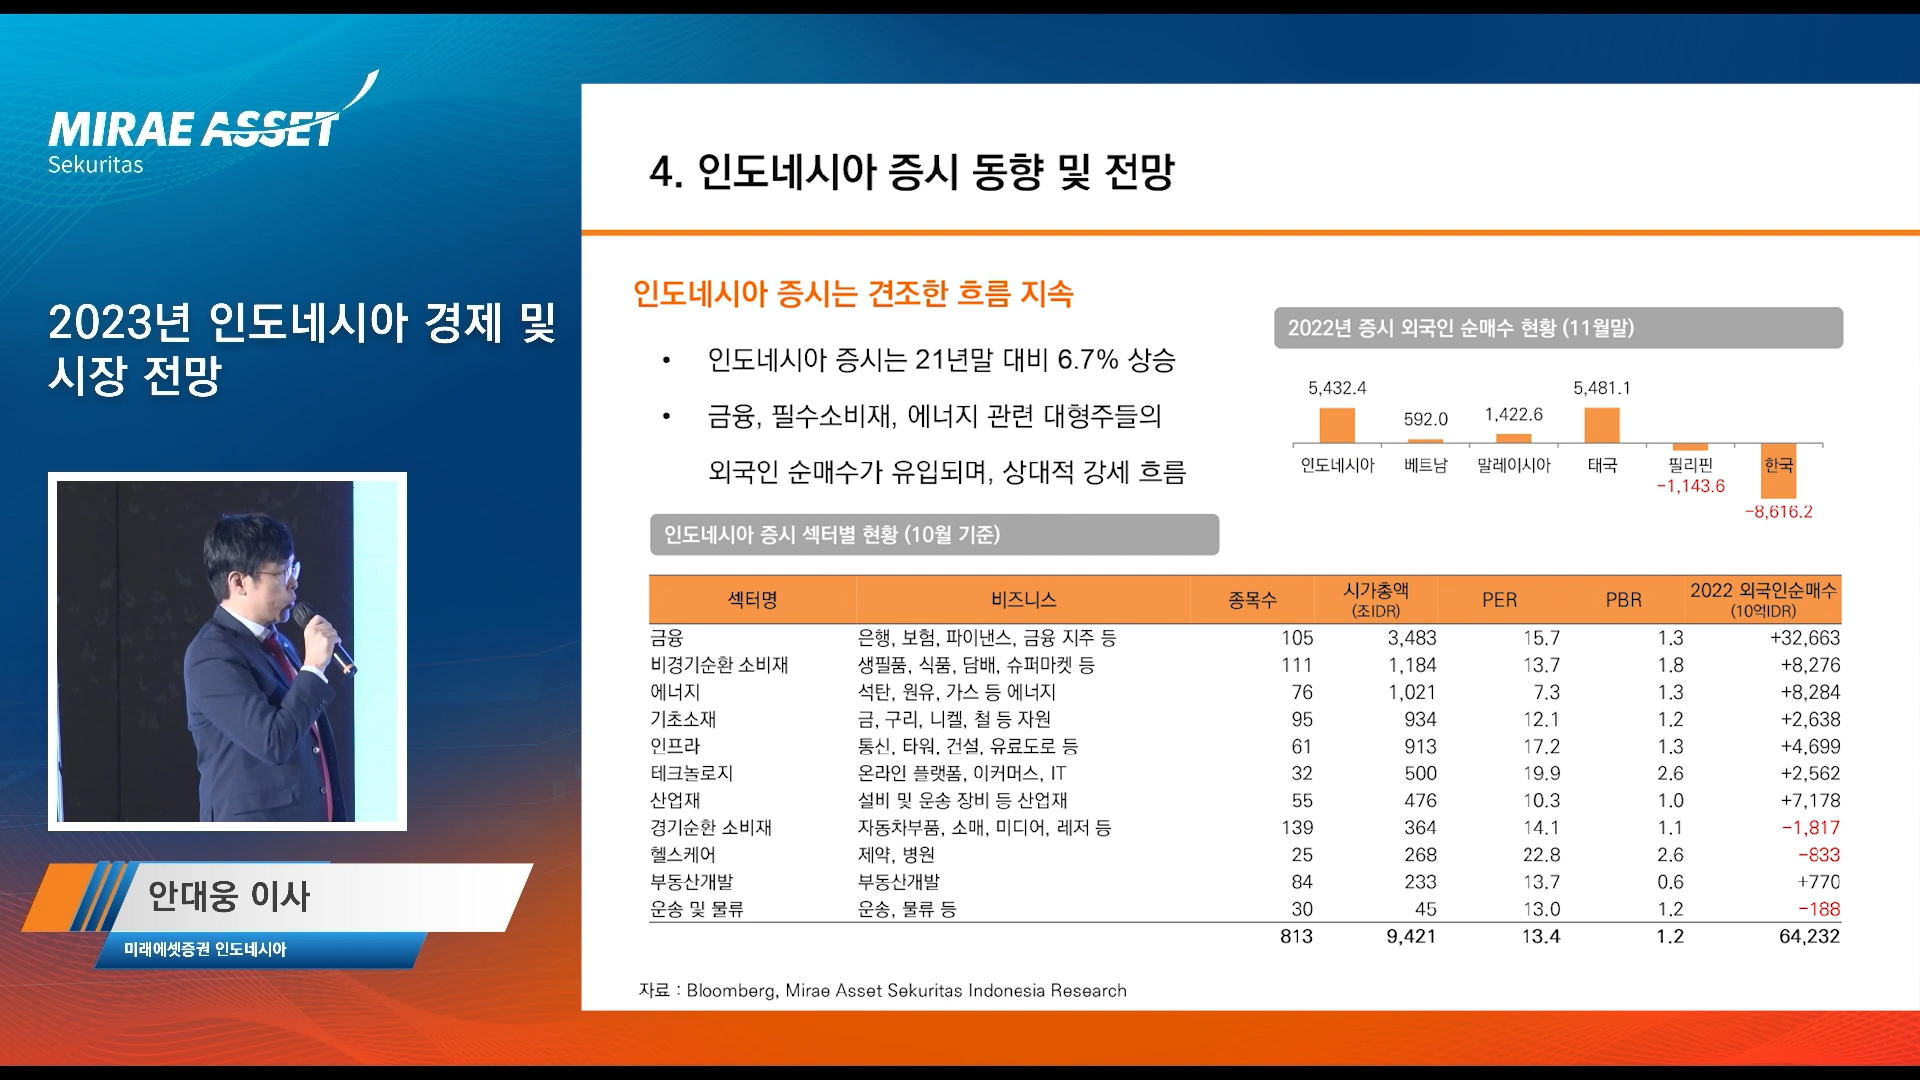 MIRAE ASSET
Sekuritas
2023년 인도네시아 경제 및
시장 전망
안대웅 이사
미래에셋증권 인도네시아
4. 인도네시아 증시 동향 및 전망
인도네시아 증시는 견조한 흐름 지속
• 인도네시아 증시는 21년말 대비 6.7% 상승
• 금융, 필수소비재, 에너지 관련 대형주들의
외국인 순매수가 유입되며, 상대적 강세 흐름
2022년 증시 외국인 순매수 현황 (11월말)
5,432.4 592.0 1,422.6 5,481.1
인도네시아 베트남 말레이시아 태국 필리핀 한국
-1,143.6
-8,616.2
인도네시아 증시 섹터별 현황 (10월 기준)
섹터명 비즈니스 종목수 시가총액 (조IDR) PER PBR 2022 외국인순매수 (10억IDR)
금융 은행, 보험, 파이낸스, 금융 지주 등 105 3,483 15.7 1.3 +32,663
비경기순환 소비재 생필품, 식품, 담배, 슈퍼마켓 등 111 1,184 13.7 1.8 +8,276
에너지 석탄, 원유, 가스 등 에너지 76 1,021 7.3 1.3 +8,284
기초소재 금, 구리, 니켈, 철 등 자원 95 934 12.1 1.2 +2,638
인프라 통신, 타워, 건설, 유료도로 등 61 913 17.2 1.3 +4,699
테크놀로지 온라인 플랫폼, 이커머스, IT 32 500 19.9 2.6 +2,562
산업재 설비 및 운송 장비 등 산업재 55 476 10.3 1.0 +7,178
경기순환 소비재 자동차부품, 소매, 미디어, 레저 등 139 364 14.1 1.1 -1,817
헬스케어 제약, 병원 25 268 22.8 2.6 -833
부동산개발 부동산개발 84 233 13.7 0.6 +770
운송 및 물류 운송, 물류 등 30 45 13.0 1.2 -188
813 9,421 13.4 1.2 64,232
자료 : Bloomberg, Mirae Asset Sekuritas Indonesia Research